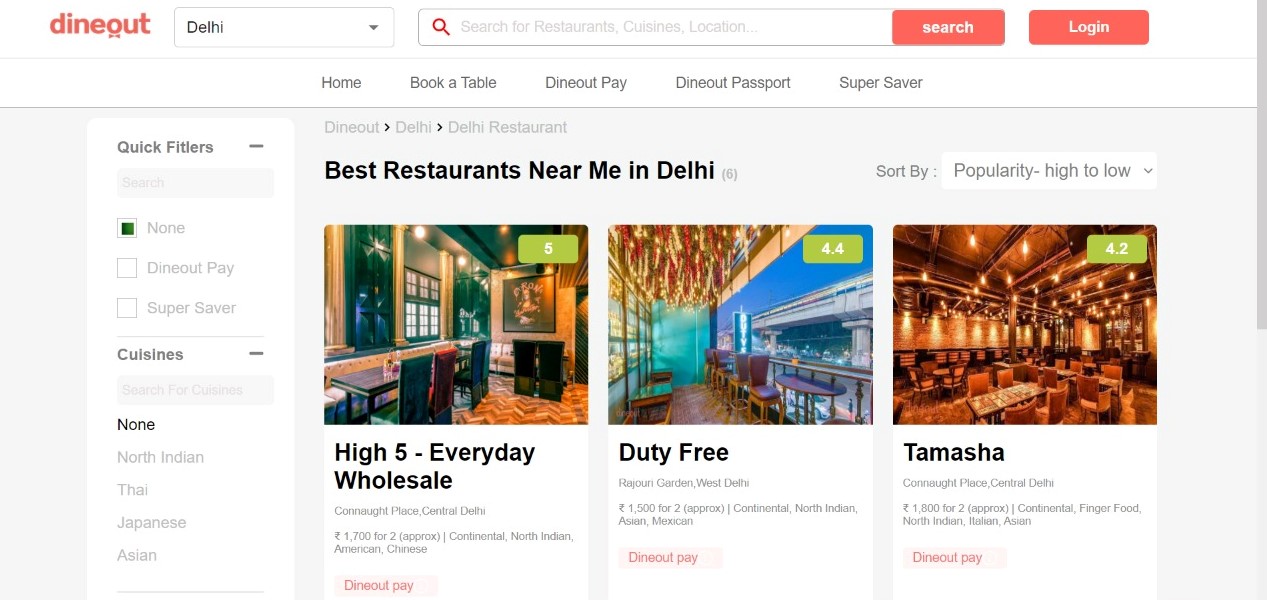 dineout
Delhi
Search for Restaurants, Cuisines, Location...
search
Login
Home
Book a Table
Dineout Pay
Dineout Passport
Super Saver
Quick Fitlers
Search
None
Dineout Pay
Super Saver
Cuisines
Search For Cuisines
None
North Indian
Thai
Japanese
Asian
Dineout > Delhi > Delhi Restaurant
Best Restaurants Near Me in Delhi (6)
Sort By :
Popularity- high to low
5
High 5 - Everyday
Wholesale
Connaught Place,Central Delhi
₹ 1,700 for 2 (approx) | Continental, North Indian,
American, Chinese
Dineout pay
4.4
dineout
Duty Free
Rajouri Garden,West Delhi
₹ 1,500 for 2 (approx) | Continental, North Indian,
Asian, Mexican
Dineout pay
4.2
dineout
Tamasha
Connaught Place,Central Delhi
₹ 1,800 for 2 (approx) | Continental, Finger Food,
North Indian, Italian, Asian
Dineout pay